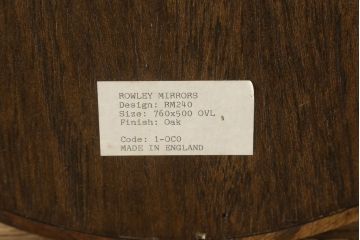 ROWLEY MIRRORS
Design: RM240
Size: 760x500 OVL
Finish: Oak
Code: 1-OCO
MADE IN ENGLAND